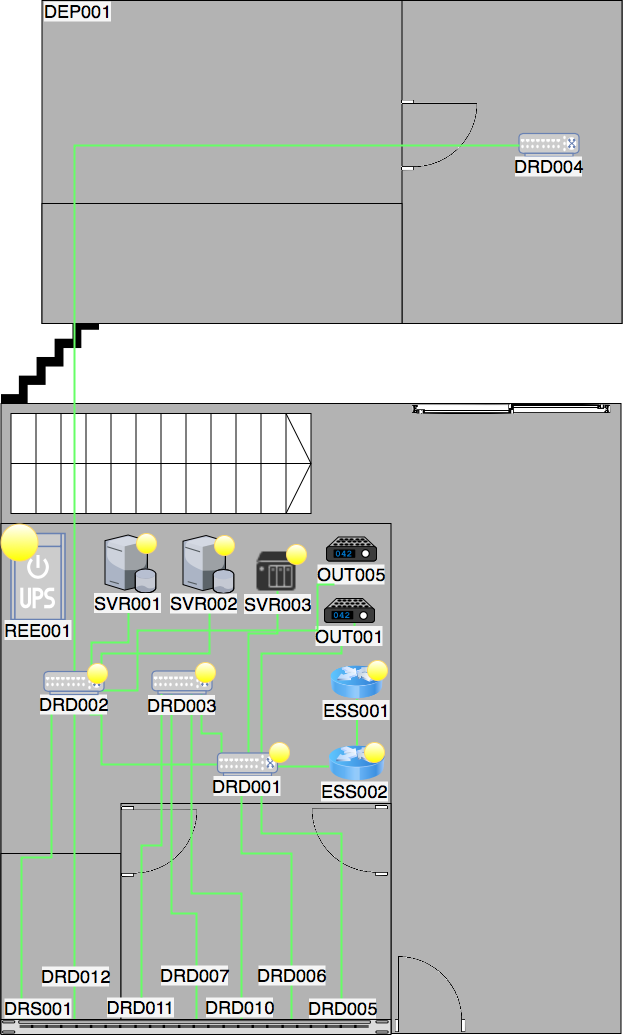 DEP001
DRD004
UPS
REE001
SVR001
SVR002
SVR003
042
OUT005
042
OUT001
DRD002
DRD003
ESS001
DRD001
ESS002
DRD012
DRD007
DRD006
DRS001
DRD011
DRD010
DRD005